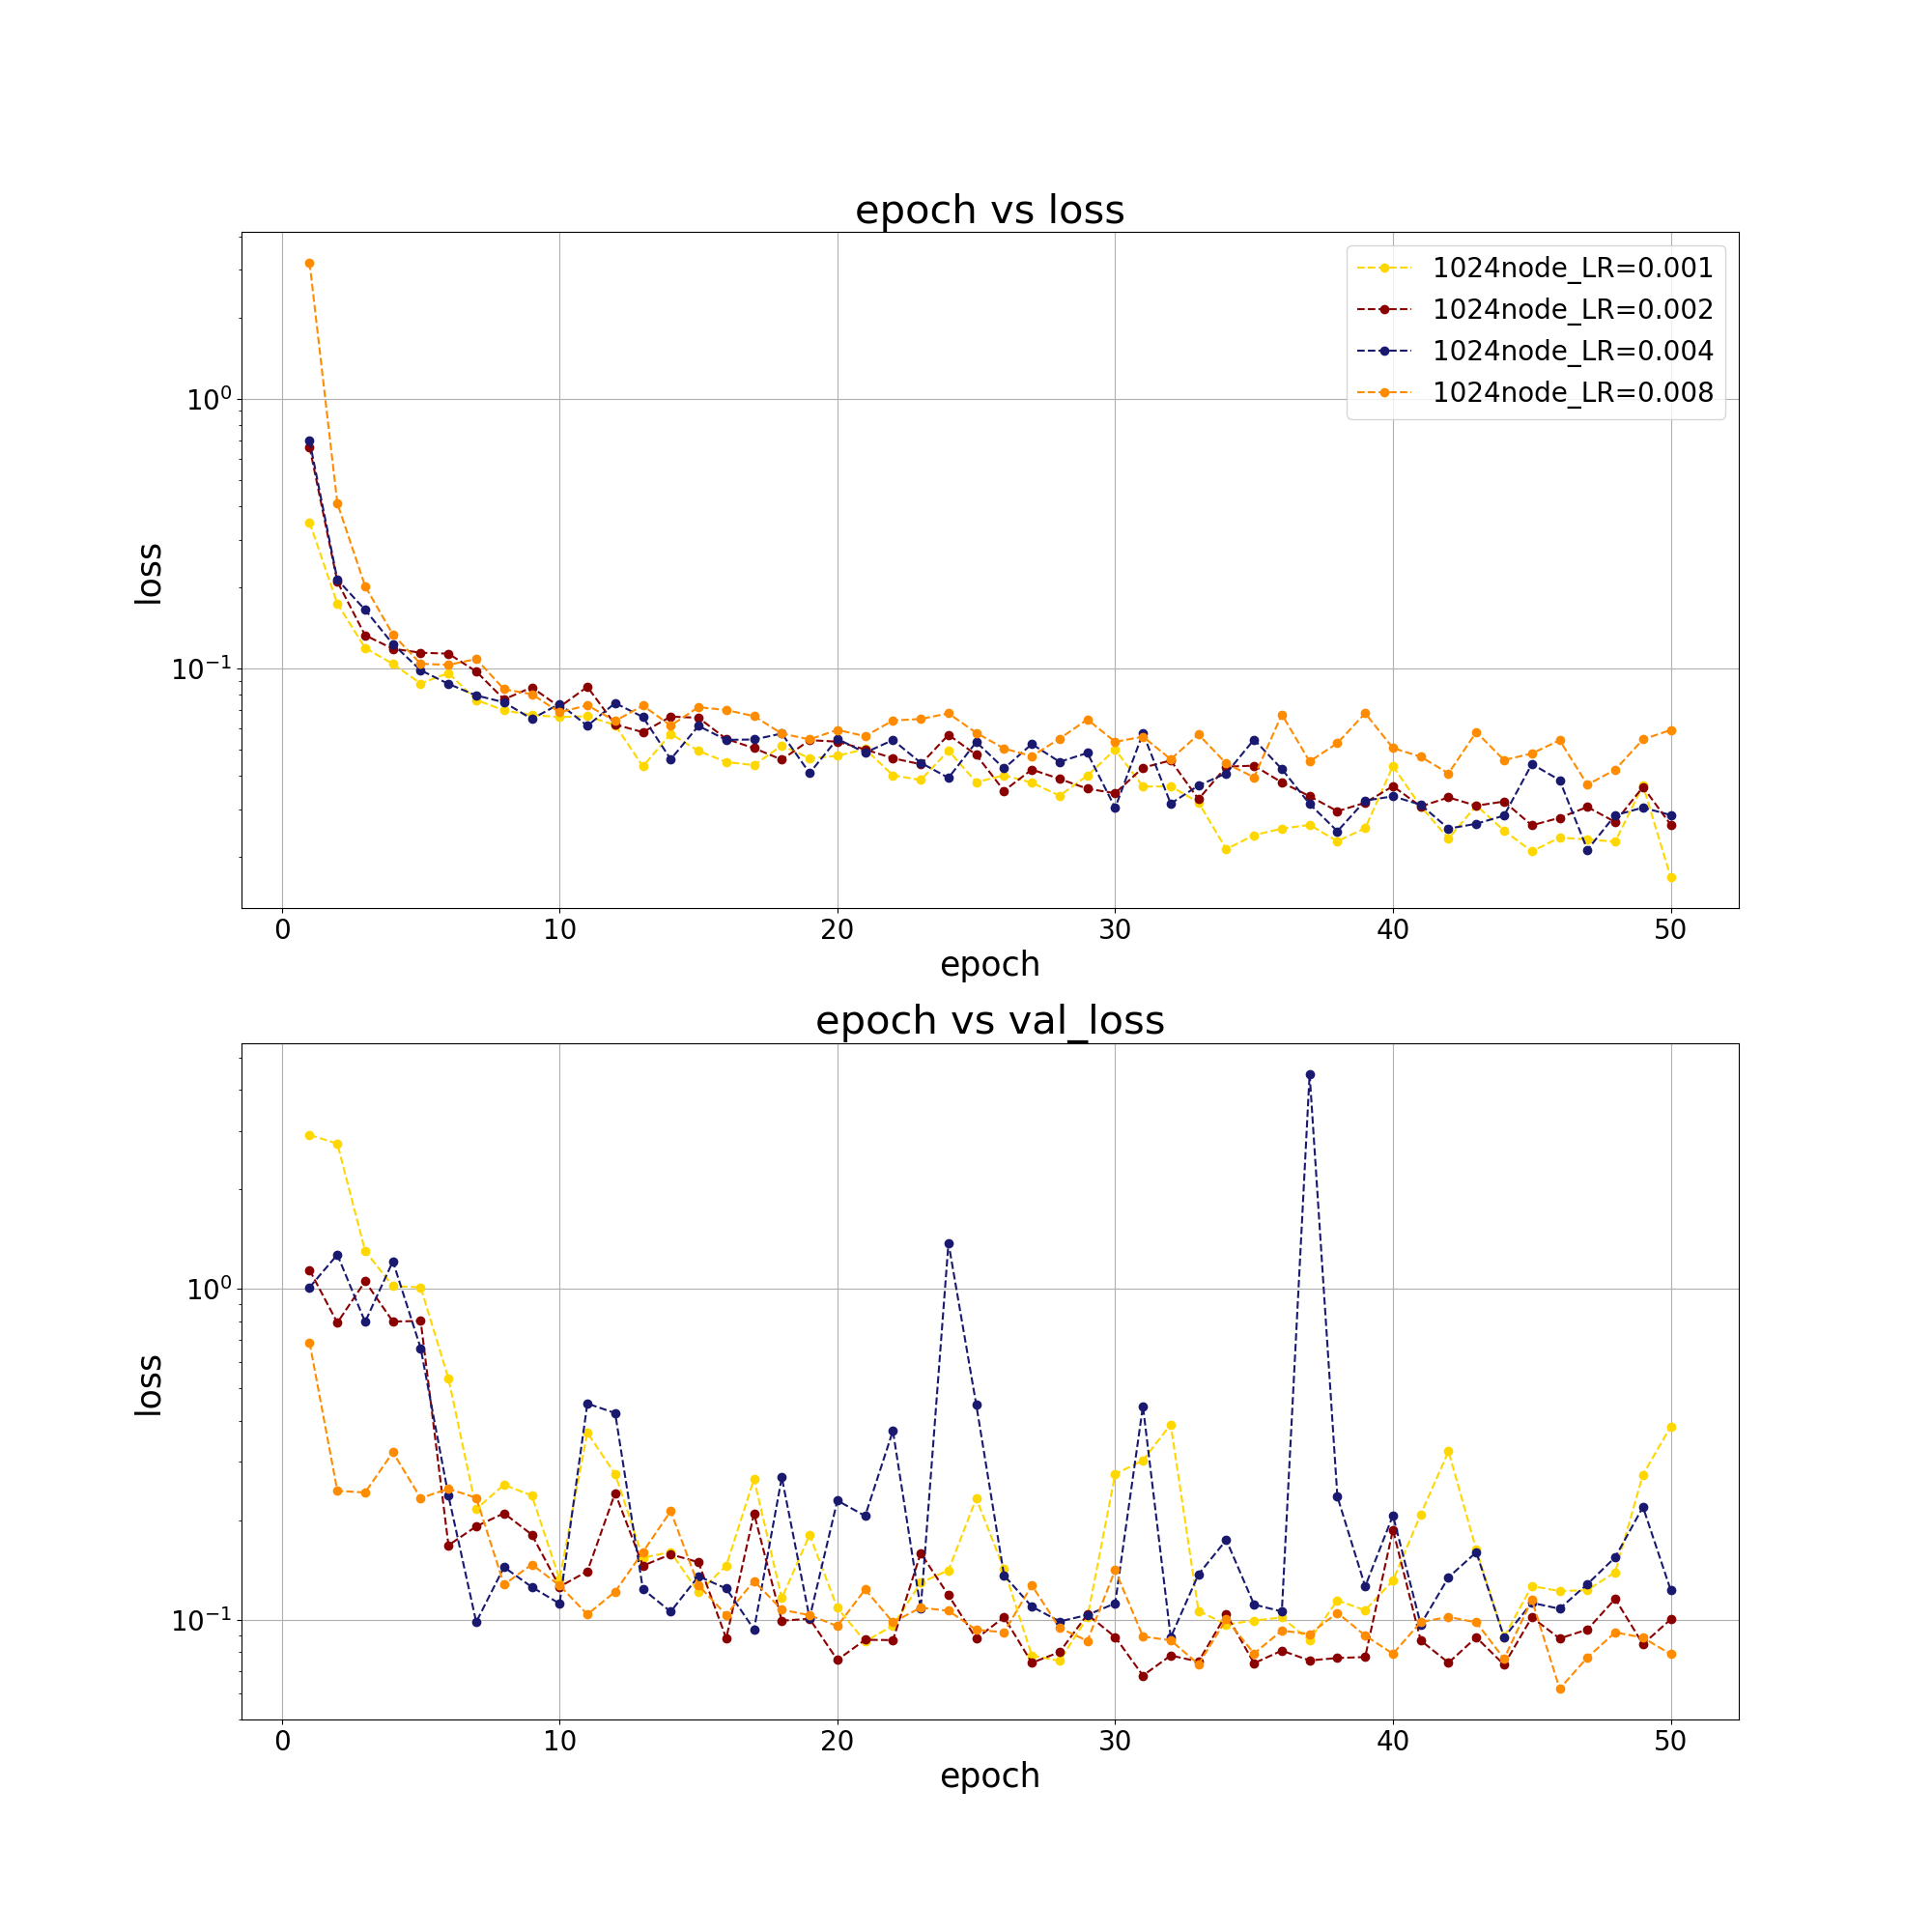 epoch vs loss
1024node_LR=0.001
1024node_LR=0.002
1024node_LR=0.004
1024node_LR=0.008
10⁰
10⁻¹
loss
0 10 20 30 40 50
epoch
epoch vs val_loss
10⁰
10⁻¹
loss
0 10 20 30 40 50
epoch